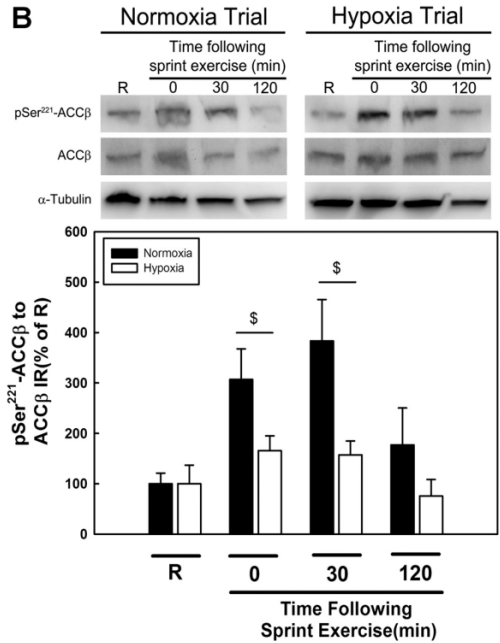 B
Normoxia Trial
Hypoxia Trial
Time following
sprint exercise (min)
Time following
sprint exercise (min)
R 0 30 120
R 0 30 120
pSer²²¹-ACCβ
ACCβ
α-Tubulin
600
500
400
300
200
100
0
pSer²²¹-ACCβ to
ACCβ IR(% of R)
Normoxia
Hypoxia
$
$
R 0 30 120
Time Following
Sprint Exercise(min)